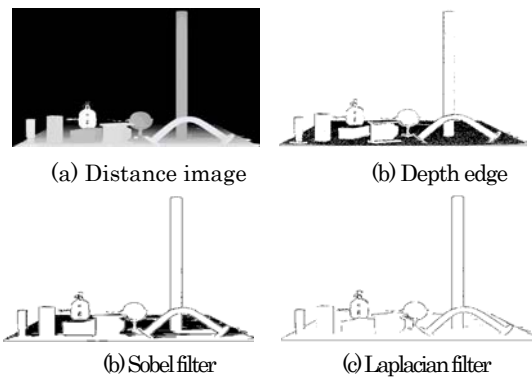 (a) Distance image
(b) Depth edge
(b) Sobel filter
(c) Laplacian filter